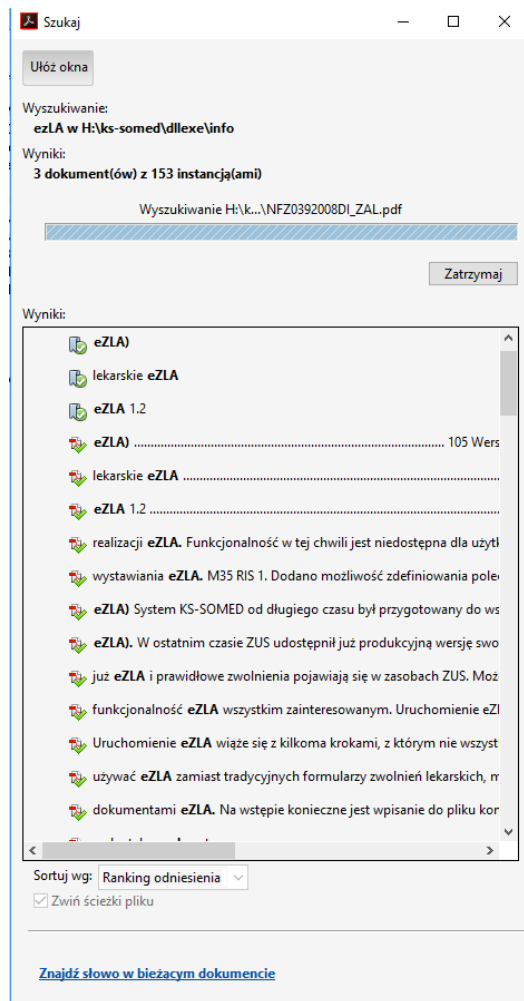 Szukaj
Ułóż okna
Wyszukiwanie:
ezLA w H:\ks-somed\dllexe\info
Wyniki:
3 dokument(ów) z 153 instancją(ami)
Wyszukiwanie H:\k...\NFZ0392008DI_ZAL.pdf
Zatrzymaj
Wyniki:
eZLA)
lekarskie eZLA
eZLA 1.2
eZLA) ........................................................................................ 105 Wers
lekarskie eZLA ..........................................................................................
eZLA 1.2 ....................................................................................................
realizacji eZLA. Funkcjonalność w tej chwili jest niedostępna dla użytk
wystawiania eZLA. M35 RIS 1. Dodano możliwość zdefiniowania pole
eZLA) System KS-SOMED od długiego czasu był przygotowany do ws
eZLA). W ostatnim czasie ZUS udostępnił już produkcyjną wersję swo
już eZLA i prawidłowe zwolnienia pojawiają się w zasobach ZUS. Moż
funkcjonalność eZLA wszystkim zainteresowanym. Uruchomienie eZl
Uruchomienie eZLA wiąże się z kilkoma krokami, z którym nie wszyst
używać eZLA zamiast tradycyjnych formularzy zwolnień lekarskich, m
dokumentami eZLA. Na wstępie konieczne jest wpisanie do pliku kor
Sortuj wg: Ranking odniesienia
Zwiń ścieżki pliku
Znajdź słowo w bieżącym dokumencie